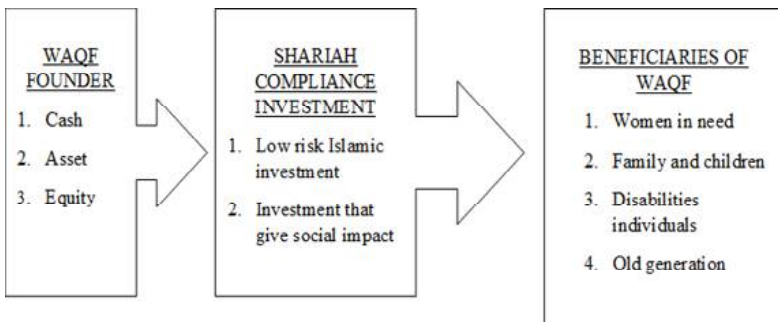 WAQF
FOUNDER
1. Cash
2. Asset
3. Equity
SHARIAH
COMPLIANCE
INVESTMENT
1. Low risk Islamic
investment
2. Investment that
give social impact
BENEFICIARIES OF
WAQF
1. Women in need
2. Family and children
3. Disabilities
individuals
4. Old generation